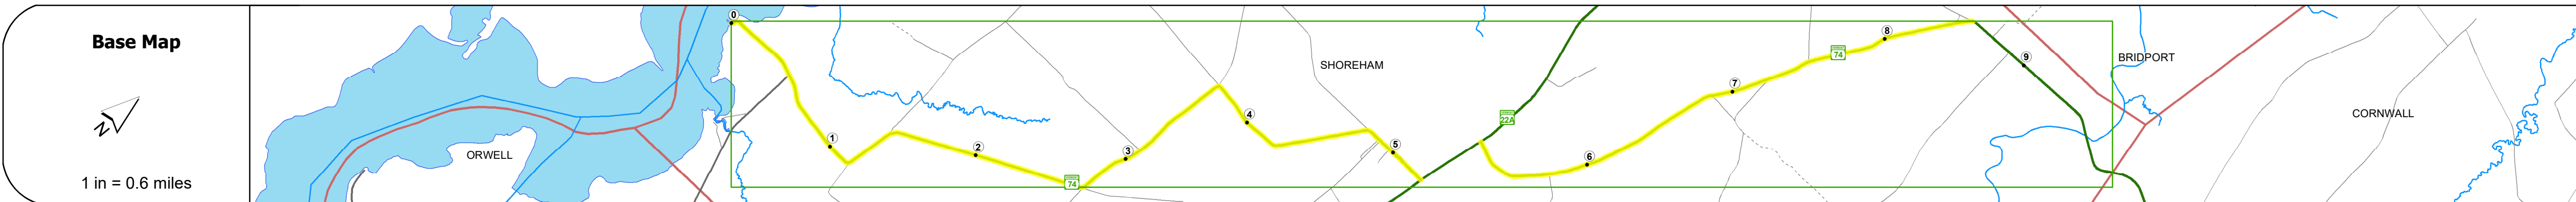 Base Map
N
1 in = 0.6 miles
ORWELL
0
1
2
74
3
SHOREHAM
4
5
22A
6
7
74
8
9
BRIDPORT
CORNWALL